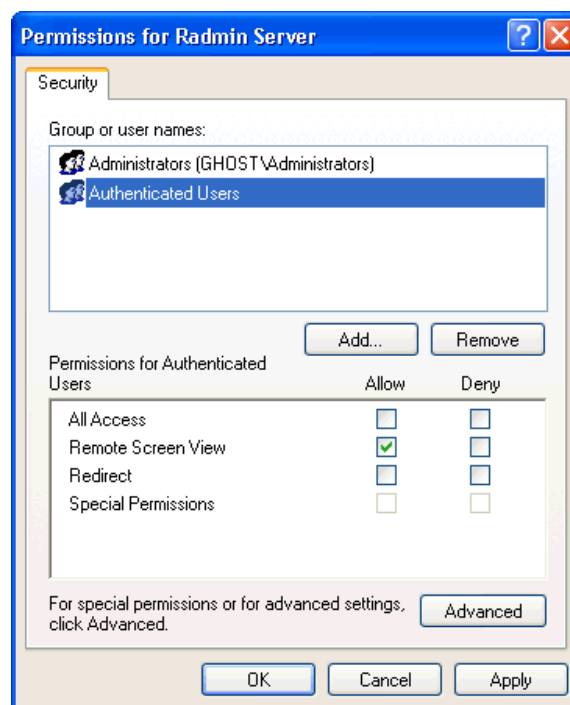 Permissions for Radmin Server
Security
Group or user names:
Administrators (GHOST\Administrators)
Authenticated Users
Add... Remove
Permissions for Authenticated
Users Allow Deny
All Access
Remote Screen View
Redirect
Special Permissions
For special permissions or for advanced settings,
click Advanced.
Advanced
OK Cancel Apply